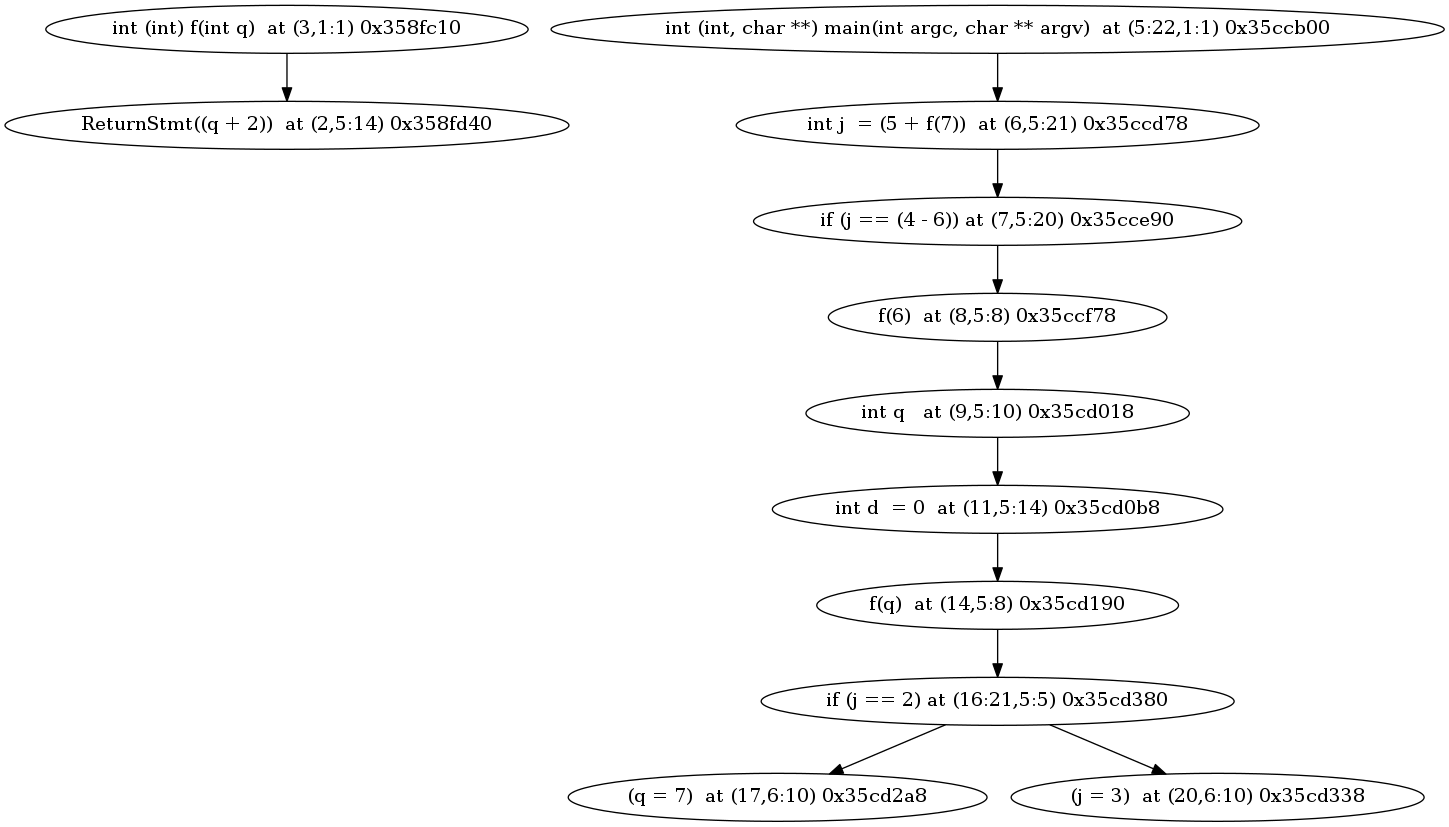 int (int) f(int q)  at (3,1:1) 0x358fc10
int (int, char **) main(int argc, char ** argv)  at (5:22,1:1) 0x35ccb00
ReturnStmt((q + 2))  at (2,5:14) 0x358fd40
int j  = (5 + f(7))  at (6,5:21) 0x35ccd78
if (j == (4 - 6)) at (7,5:20) 0x35cce90
f(6)  at (8,5:8) 0x35ccf78
int q   at (9,5:10) 0x35cd018
int d  = 0  at (11,5:14) 0x35cd0b8
f(q)  at (14,5:8) 0x35cd190
if (j == 2) at (16:21,5:5) 0x35cd380
(q = 7)  at (17,6:10) 0x35cd2a8
(j = 3)  at (20,6:10) 0x35cd338